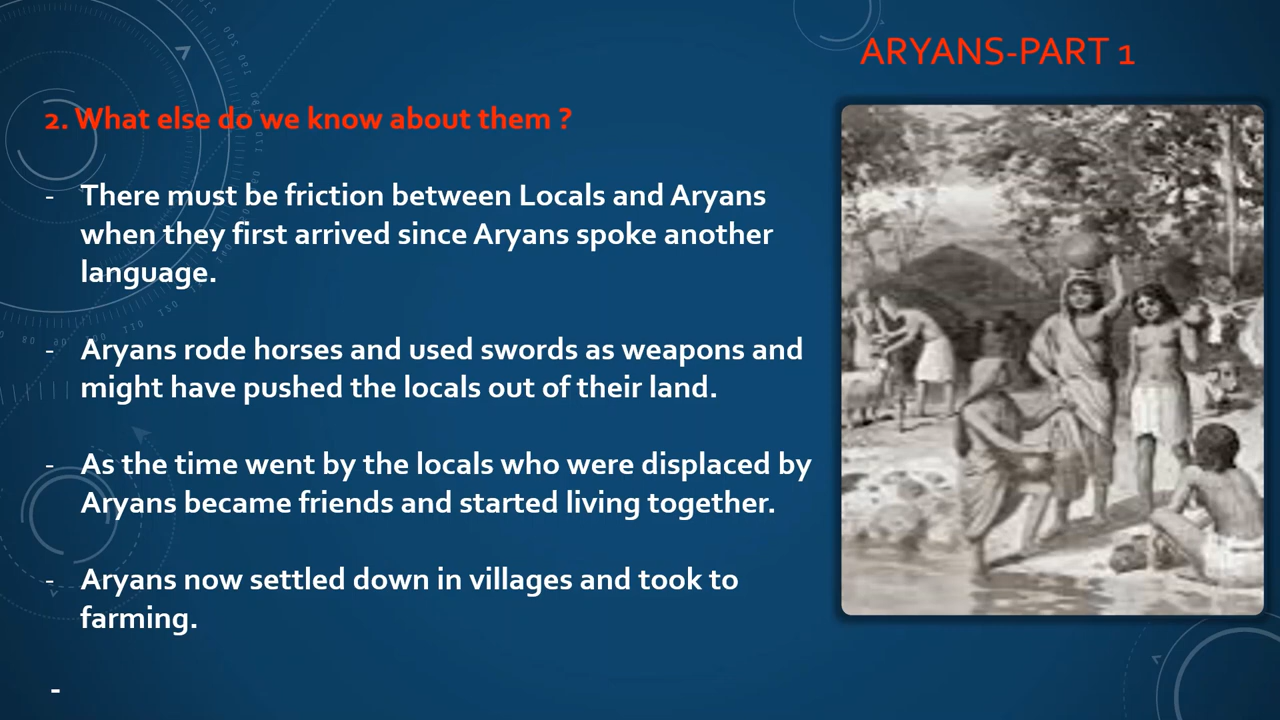 ARYANS-PART 1
2. What else do we know about them ?
- There must be friction between Locals and Aryans
when they first arrived since Aryans spoke another
language.
- Aryans rode horses and used swords as weapons and
might have pushed the locals out of their land.
- As the time went by the locals who were displaced by
Aryans became friends and started living together.
- Aryans now settled down in villages and took to
farming.
-